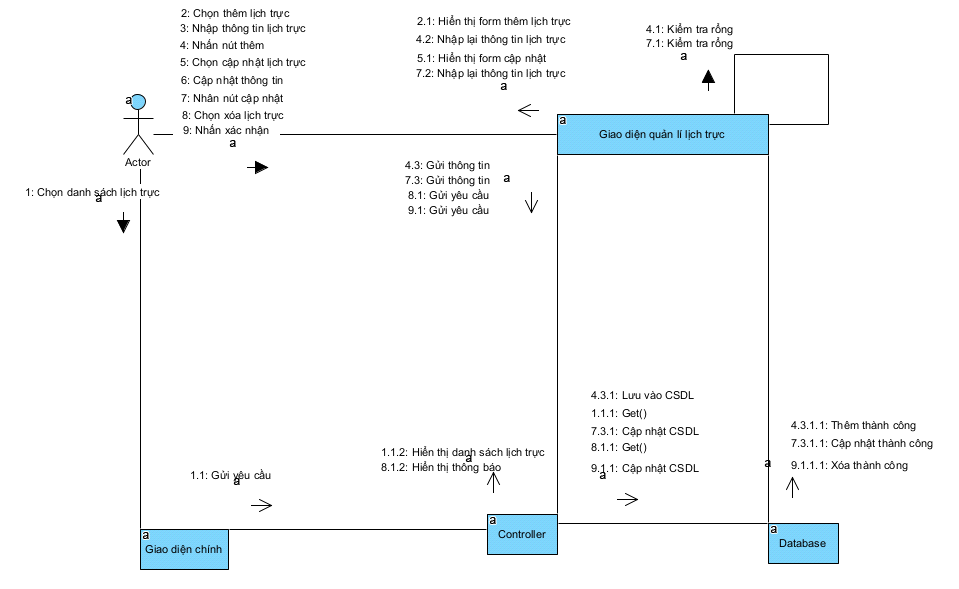 2: Chọn thêm lịch trực
3: Nhập thông tin lịch trực
4: Nhấn nút thêm
5: Chọn cập nhật lịch trực
6: Cập nhật thông tin
7: Nhân nút cập nhật
8: Chọn xóa lịch trực
9: Nhấn xác nhận
a
2.1: Hiển thị form thêm lịch trực
4.2: Nhập lại thông tin lịch trực
5.1: Hiển thị form cập nhật
7.2: Nhập lại thông tin lịch trực
a
4.1: Kiểm tra rỗng
7.1: Kiểm tra rỗng
a
a
Actor
a
Giao diện quản lí lịch trực
1: Chọn danh sách lịch trực
a
4.3: Gửi thông tin
7.3: Gửi thông tin
8.1: Gửi yêu cầu
9.1: Gửi yêu cầu
a
4.3.1: Lưu vào CSDL
1.1.1: Get()
7.3.1: Cập nhật CSDL
8.1.1: Get()
9.1.1: Cập nhật CSDL
a
4.3.1.1: Thêm thành công
7.3.1.1: Cập nhật thành công
9.1.1.1: Xóa thành công
a
1.1.2: Hiển thị danh sách lịch trực
8.1.2: Hiển thị thông báo
a
1.1: Gửi yêu cầu
a
a
Giao diện chính
a
Controller
a
Database